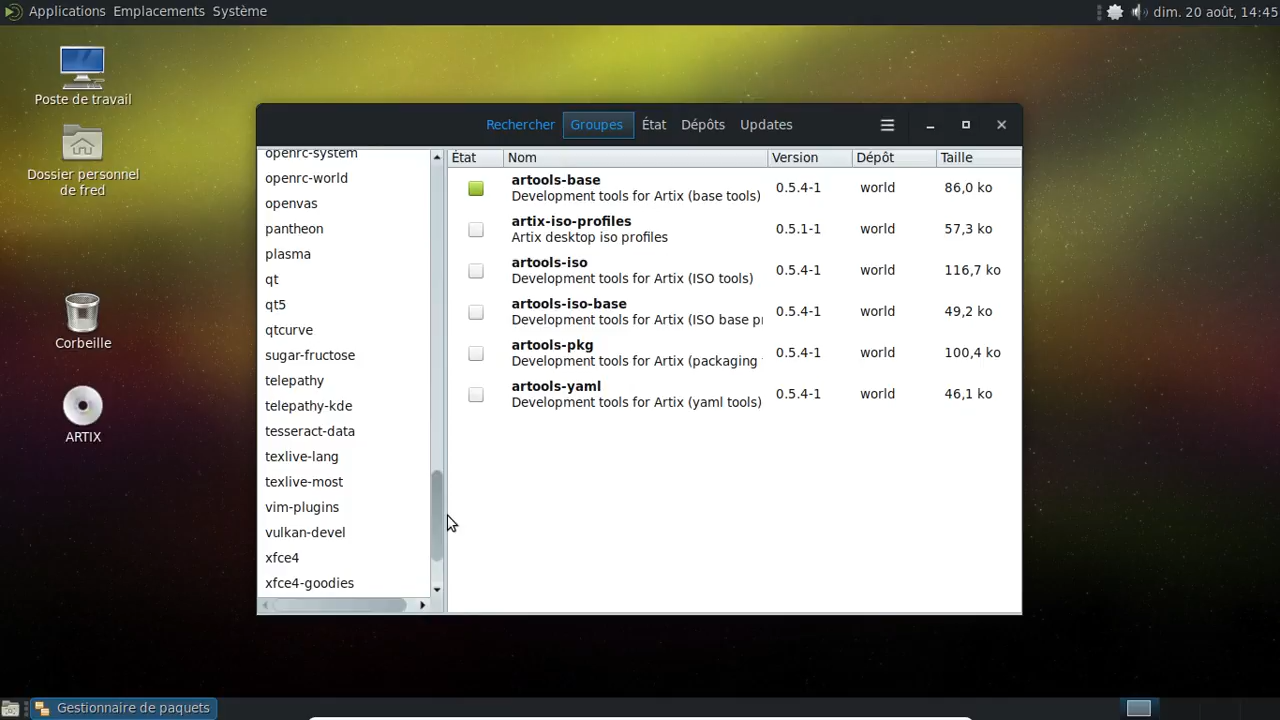 Applications Emplacements Système
dim. 20 août, 14:45
Poste de travail
Dossier personnel
de fred
Corbeille
ARTIX
Rechercher Groupes État Dépôts Updates
openrc-system
openrc-world
openvas
pantheon
plasma
qt
qt5
qtcurve
sugar-fructose
telepathy
telepathy-kde
tesseract-data
texlive-lang
texlive-most
vim-plugins
vulkan-devel
xfce4
xfce4-goodies
État Nom Version Dépôt Taille
artools-base
Development tools for Artix (base tools) 0.5.4-1 world 86,0 ko
artix-iso-profiles
Artix desktop iso profiles 0.5.1-1 world 57,3 ko
artools-iso
Development tools for Artix (ISO tools) 0.5.4-1 world 116,7 ko
artools-iso-base
Development tools for Artix (ISO base p 0.5.4-1 world 49,2 ko
artools-pkg
Development tools for Artix (packaging 0.5.4-1 world 100,4 ko
artools-yaml
Development tools for Artix (yaml tools) 0.5.4-1 world 46,1 ko
Gestionnaire de paquets